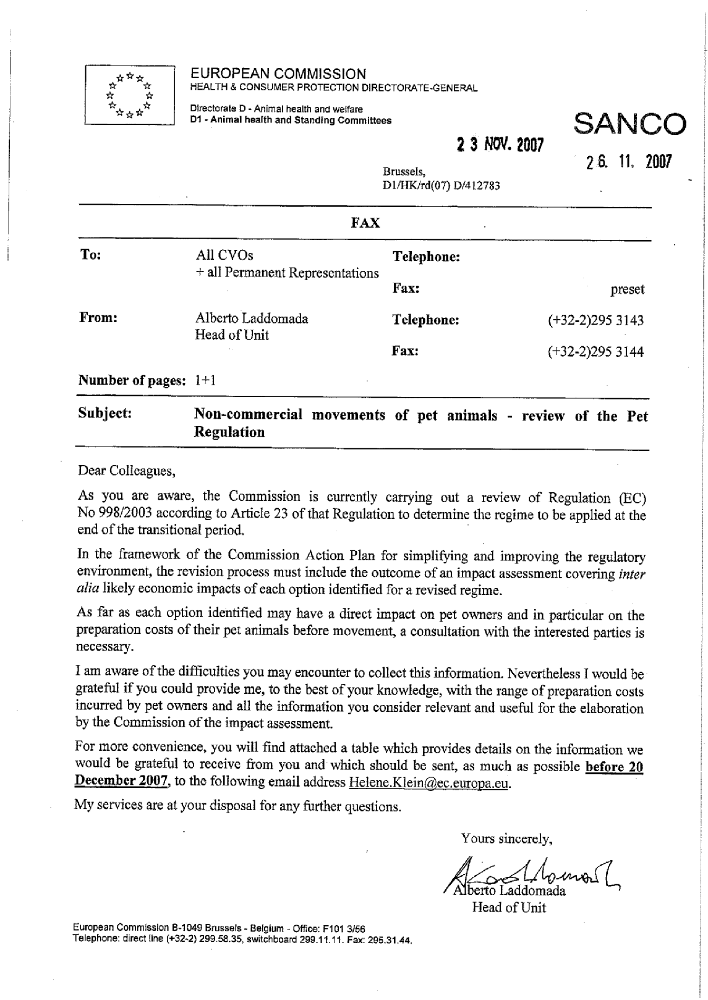 EUROPEAN COMMISSION
HEALTH & CONSUMER PROTECTION DIRECTORATE-GENERAL
Directorate D - Animal health and welfare
D1 - Animal health and Standing Committees
SANCO
2 3 NOV. 2007
2 6. 11. 2007
Brussels,
D1/HK/rd(07) D/412783
FAX
To: All CVOs Telephone:
+ all Permanent Representations
Fax: preset
From: Alberto Laddomada Telephone: (+32-2)295 3143
Head of Unit
Fax: (+32-2)295 3144
Number of pages: 1+1
Subject: Non-commercial movements of pet animals - review of the Pet
Regulation
Dear Colleagues,
As you are aware, the Commission is currently carrying out a review of Regulation (EC)
No 998/2003 according to Article 23 of that Regulation to determine the regime to be applied at the
end of the transitional period.
In the framework of the Commission Action Plan for simplifying and improving the regulatory
environment, the revision process must include the outcome of an impact assessment covering inter
alia likely economic impacts of each option identified for a revised regime.
As far as each option identified may have a direct impact on pet owners and in particular on the
preparation costs of their pet animals before movement, a consultation with the interested parties is
necessary.
I am aware of the difficulties you may encounter to collect this information. Nevertheless I would be
grateful if you could provide me, to the best of your knowledge, with the range of preparation costs
incurred by pet owners and all the information you consider relevant and useful for the elaboration
by the Commission of the impact assessment.
For more convenience, you will find attached a table which provides details on the information we
would be grateful to receive from you and which should be sent, as much as possible before 20
December 2007, to the following email address Helene.Klein@ec.europa.eu.
My services are at your disposal for any further questions.
Yours sincerely,
Alberto Laddomada
Head of Unit
European Commission B-1049 Brussels - Belgium - Office: F101 3/56
Telephone: direct line (+32-2) 299.58.35, switchboard 299.11.11. Fax: 295.31.44.